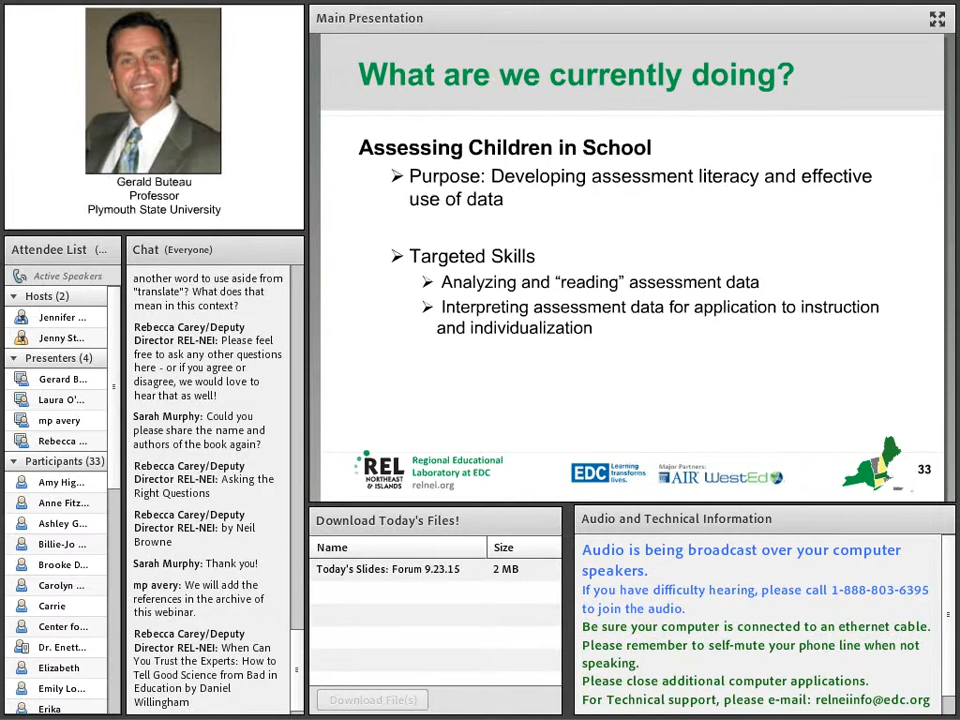 Gerald Buteau
Professor
Plymouth State University
Attendee List (...
Active Speakers
Hosts (2)
Jennifer ...
Jenny St...
Presenters (4)
Gerard B...
Laura O'...
mp avery
Rebecca ...
Participants (33)
Amy Hig...
Anne Fitz...
Ashley G...
Billie-Jo ...
Brooke D...
Carolyn ...
Carrie
Center fo...
Dr. Enett...
Elizabeth
Emily Lo...
Erika
Chat (Everyone)
another word to use aside from
"translate"? What does that
mean in this context?
Rebecca Carey/Deputy
Director REL-NEI: Please feel
free to ask any other questions
here - or if you agree or
disagree, we would love to
hear that as well!
Sarah Murphy: Could you
please share the name and
authors of the book again?
Rebecca Carey/Deputy
Director REL-NEI: Asking the
Right Questions
Rebecca Carey/Deputy
Director REL-NEI: by Neil
Browne
Sarah Murphy: Thank you!
mp avery: We will add the
references in the archive of
this webinar.
Rebecca Carey/Deputy
Director REL-NEI: When Can
You Trust the Experts: How to
Tell Good Science from Bad in
Education by Daniel
Willingham
Main Presentation
What are we currently doing?
Assessing Children in School
➢ Purpose: Developing assessment literacy and effective
use of data
➢ Targeted Skills
➢ Analyzing and “reading” assessment data
➢ Interpreting assessment data for application to instruction
and individualization
REL
NORTHEAST
& ISLANDS
Regional Educational
Laboratory at EDC
relnei.org
EDC Learning
transforms
lives.
Major Partners:
AIR WestEd
33
Download Today's Files!
Name Size
Today's Slides: Forum 9.23.15 2 MB
Download File(s)
Audio and Technical Information
Audio is being broadcast over your computer
speakers.
If you have difficulty hearing, please call 1-888-803-6395
to join the audio.
Be sure your computer is connected to an ethernet cable.
Please remember to self-mute your phone line when not
speaking.
Please close additional computer applications.
For Technical support, please e-mail: relneiinfo@edc.org